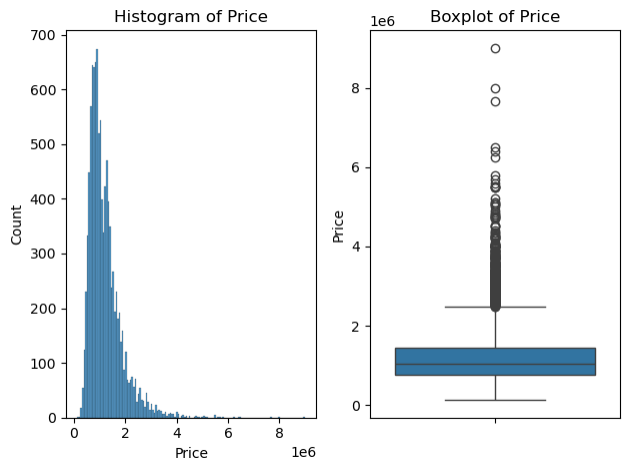 Histogram of Price
700
600
500
400
300
200
100
0
Count
0 2 4 6 8
1e6
Price
Boxplot of Price
1e6
8
6
4
2
0
Price